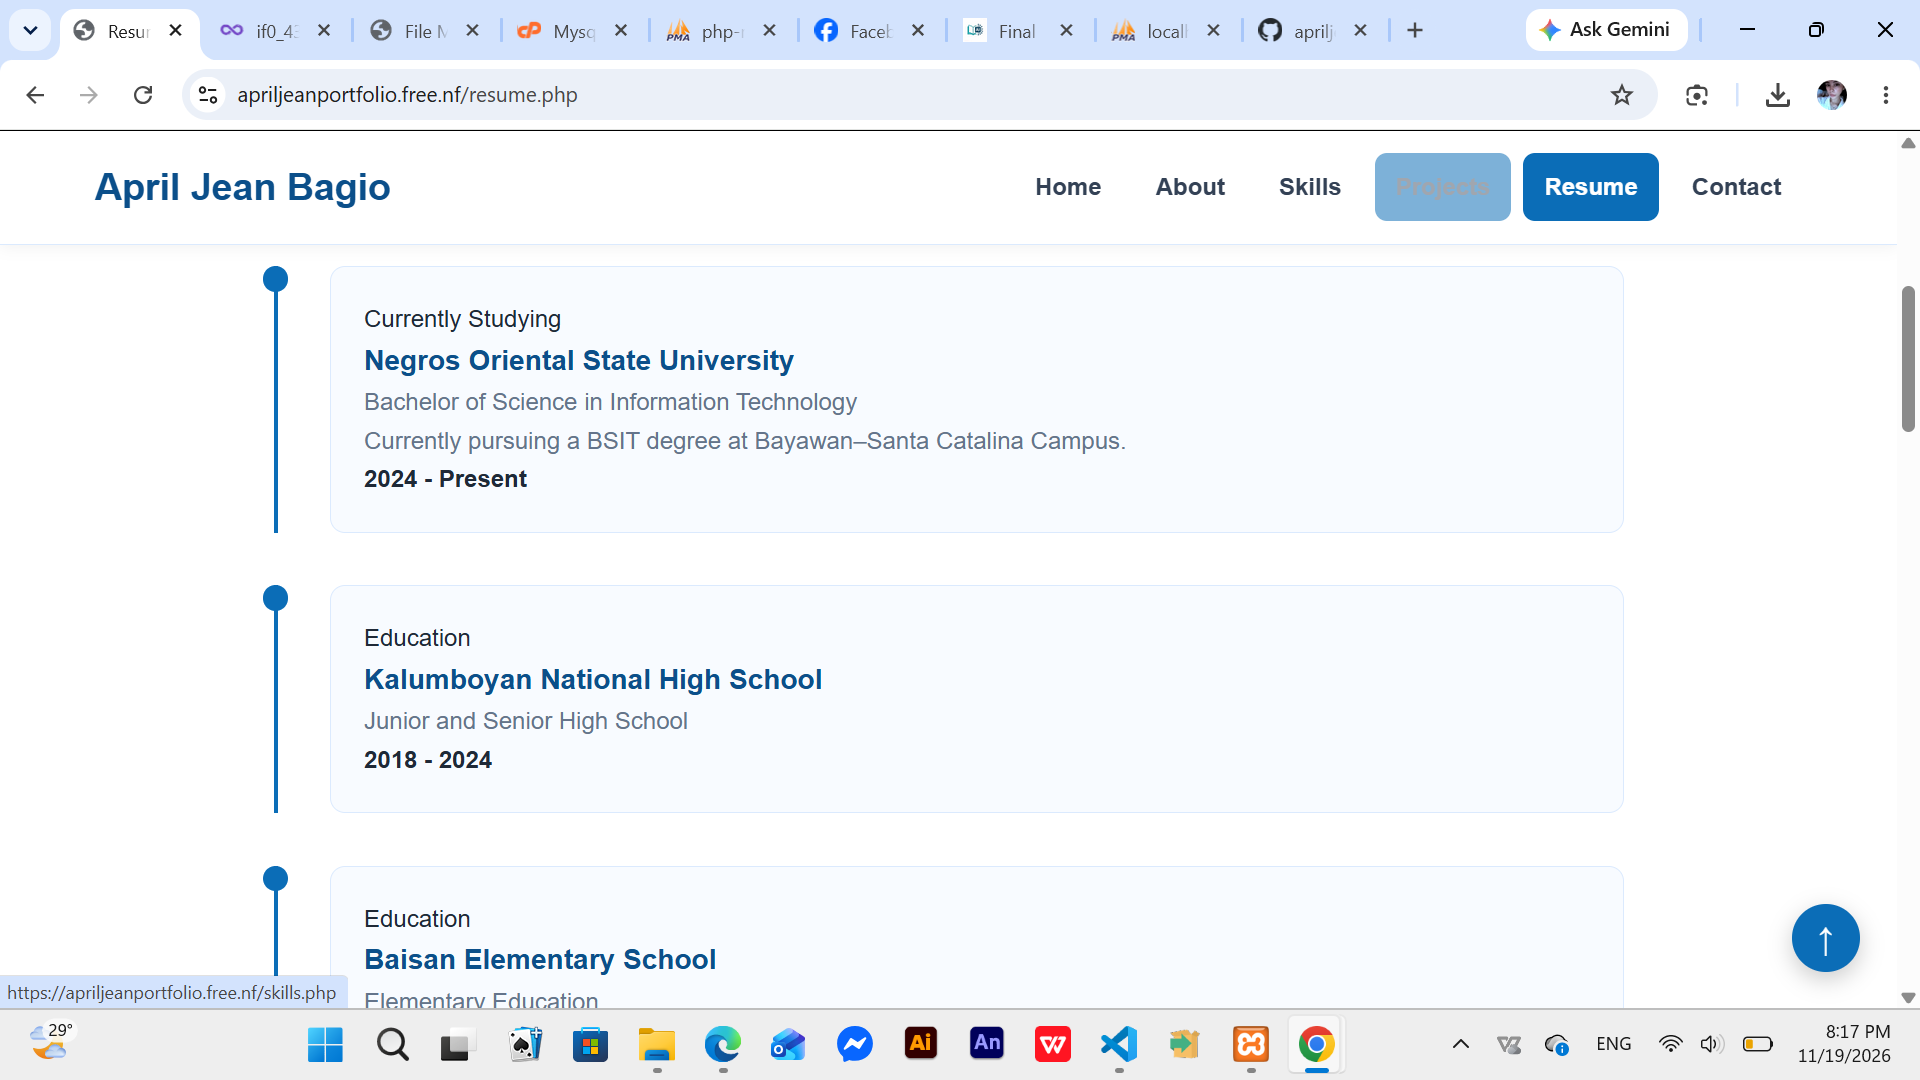 Resu
if0_43
File M
Mysq
php-
Faceb
Final
locall
aprilj
Ask Gemini
apriljeanportfolio.free.nf/resume.php
April Jean Bagio
Home
About
Skills
Projects
Resume
Contact
Currently Studying
Negros Oriental State University
Bachelor of Science in Information Technology
Currently pursuing a BSIT degree at Bayawan–Santa Catalina Campus.
2024 - Present
Education
Kalumboyan National High School
Junior and Senior High School
2018 - 2024
Education
Baisan Elementary School
Elementary Education
↑
https://apriljeanportfolio.free.nf/skills.php
29°
ENG
8:17 PM
11/19/2026